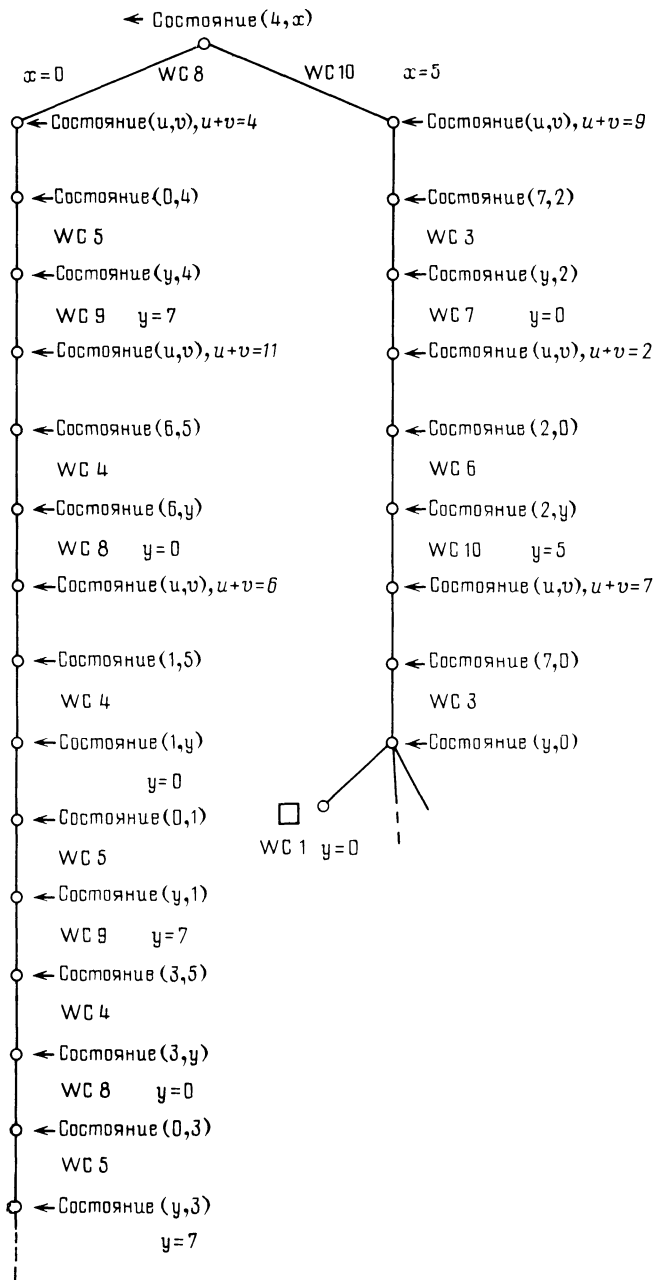 ← Состояние (4,x)
x=0 WC 8 WC 10 x=5
← Состояние (u,v), u+v=4
← Состояние (0,4)
WC 5
← Состояние (y,4)
WC 9 y=7
← Состояние (u,v), u+v=11
← Состояние (6,5)
WC 4
← Состояние (6,y)
WC 8 y=0
← Состояние (u,v), u+v=6
← Состояние (1,5)
WC 4
← Состояние (1,y)
y=0
← Состояние (0,1)
WC 5
← Состояние (y,1)
WC 9 y=7
← Состояние (3,5)
WC 4
← Состояние (3,y)
WC 8 y=0
← Состояние (0,3)
WC 5
← Состояние (y,3)
y=7
← Состояние (u,v), u+v=9
← Состояние (7,2)
WC 3
← Состояние (y,2)
WC 7 y=0
← Состояние (u,v), u+v=2
← Состояние (2,0)
WC 6
← Состояние (2,y)
WC 10 y=5
← Состояние (u,v), u+v=7
← Состояние (7,0)
WC 3
← Состояние (y,0)
WC 1 y=0